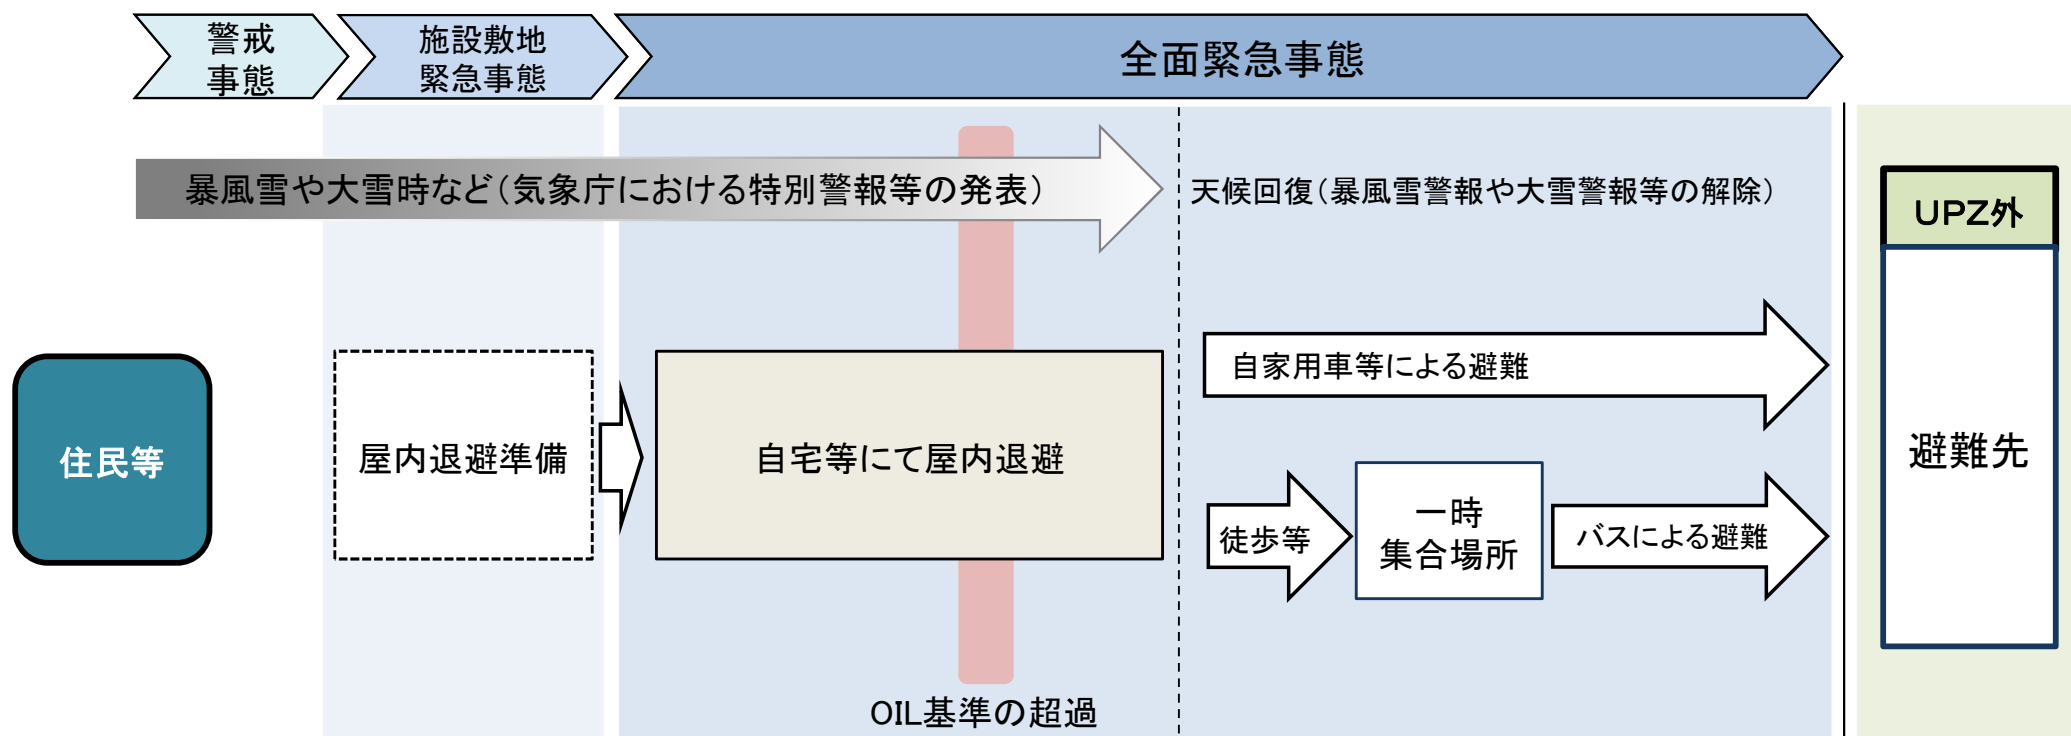 警戒
事態
施設敷地
緊急事態
全面緊急事態
暴風雪や大雪時など（気象庁における特別警報等の発表）
天候回復（暴風雪警報や大雪警報等の解除）
UPZ外
自家用車等による避難
住民等
屋内退避準備
自宅等にて屋内退避
避難先
徒歩等
一時
集合場所
バスによる避難
OIL基準の超過